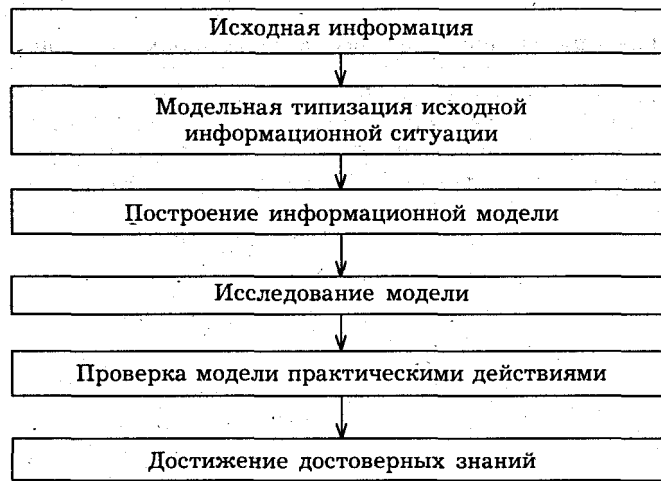 Исходная информация
Модельная типизация исходной
информационной ситуации
Построение информационной модели
Исследование модели
Проверка модели практическими действиями
Достижение достоверных знаний